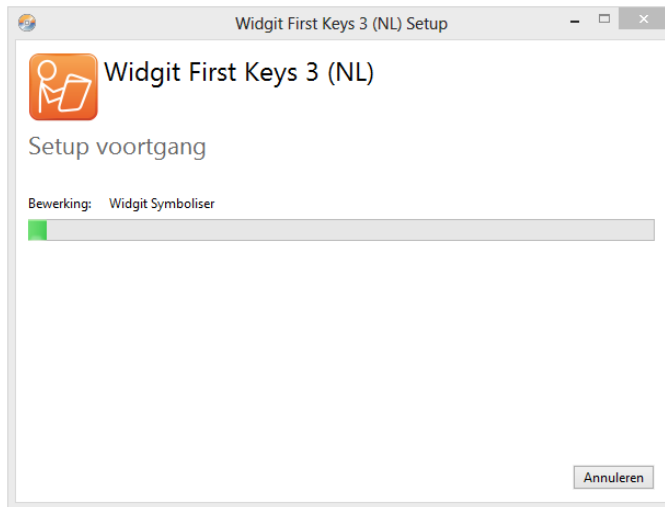 Widgit First Keys 3 (NL) Setup
Widgit First Keys 3 (NL)
Setup voortgang
Bewerking: Widgit Symboliser
Annuleren